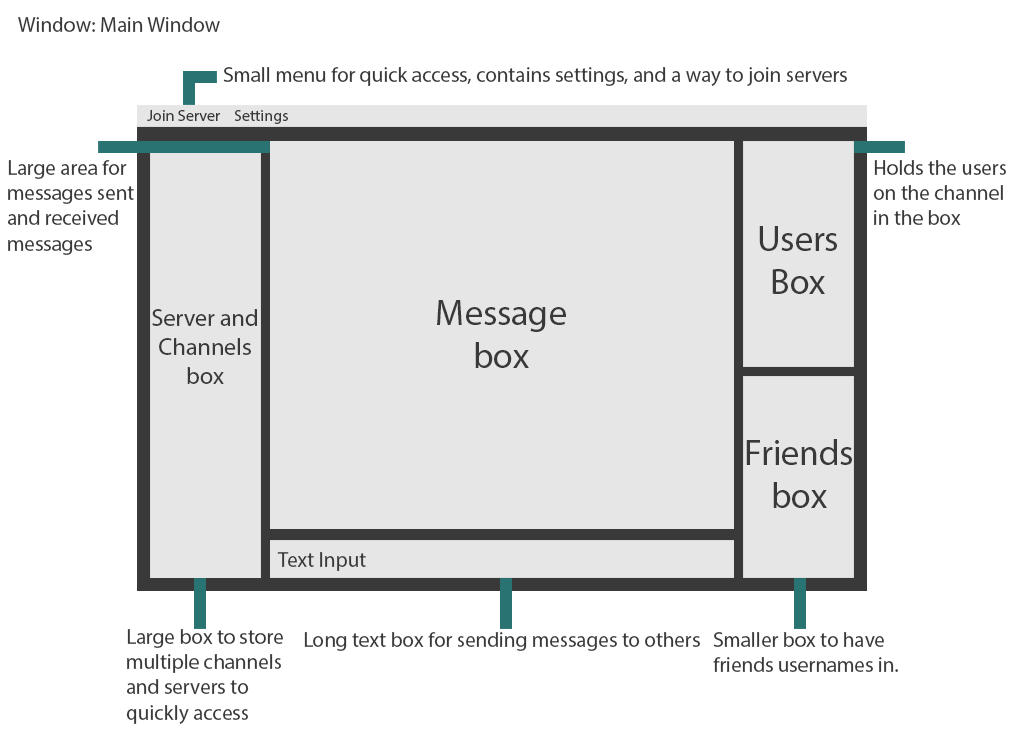 Window: Main Window
Small menu for quick access, contains settings, and a way to join servers
Join Server Settings
Large area for
messages sent
and received
messages
Holds the users
on the channel
in the box
Users
Box
Server and
Channels
box
Message
box
Friends
box
Text Input
Large box to store
multiple channels
and servers to
quickly access
Long text box for sending messages to others
Smaller box to have
friends usernames in.